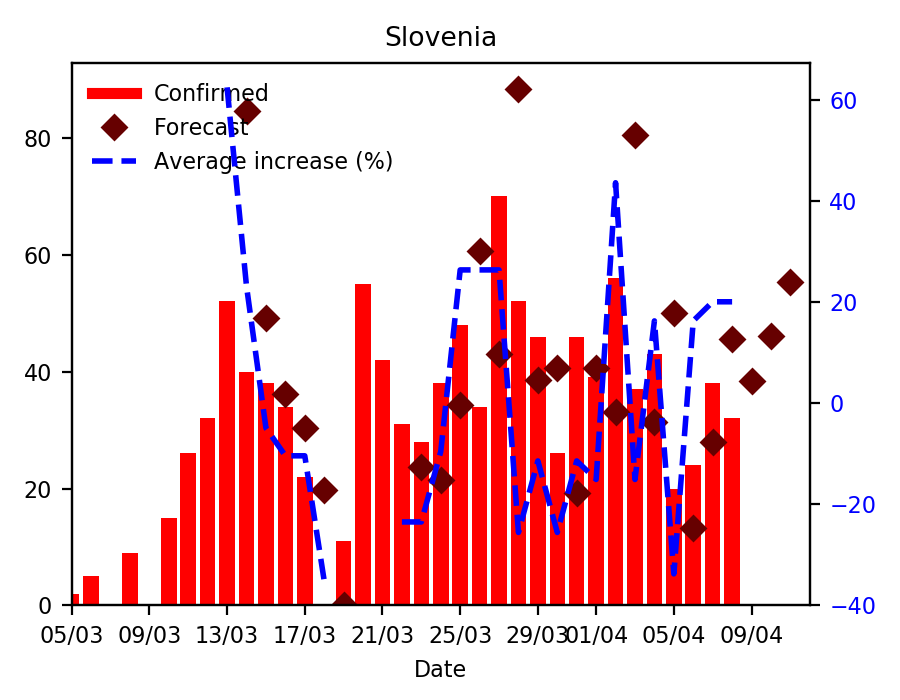 Slovenia
Confirmed
Forecast
Average increase (%)
80
60
40
20
0
60
40
20
0
−20
−40
05/03 09/03 13/03 17/03 21/03 25/03 29/03 01/04 05/04 09/04
Date